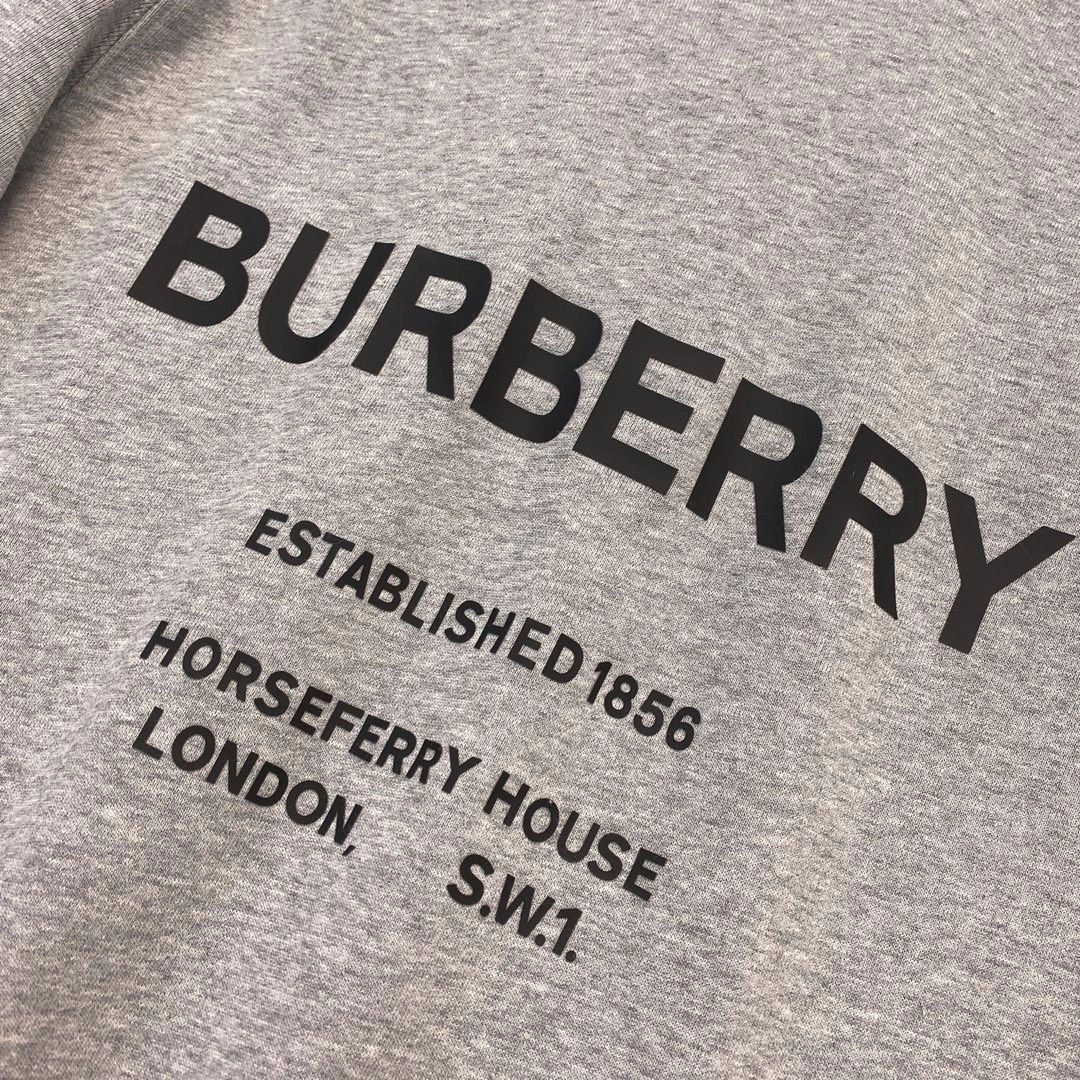 BURBERRY
ESTABLISHED 1856
HORSEFERRY HOUSE
LONDON, S.W.1.